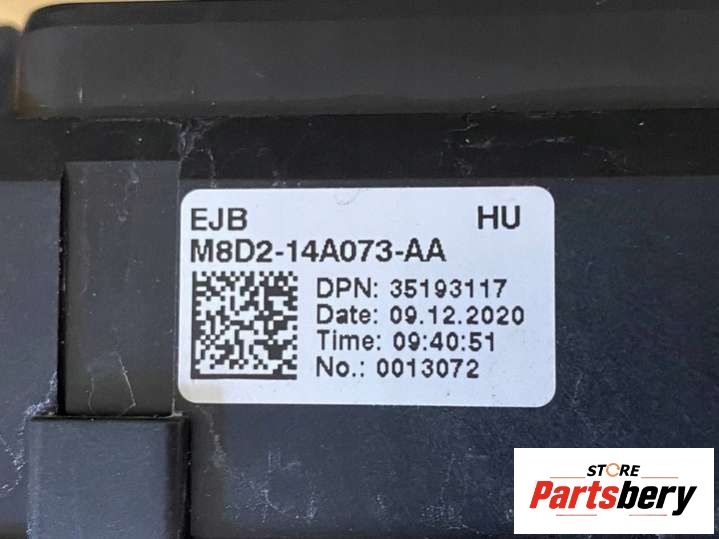 EJB HU
M8D2-14A073-AA
DPN: 35193117
Date: 09.12.2020
Time: 09:40:51
No.: 0013072
STORE
Partsbery